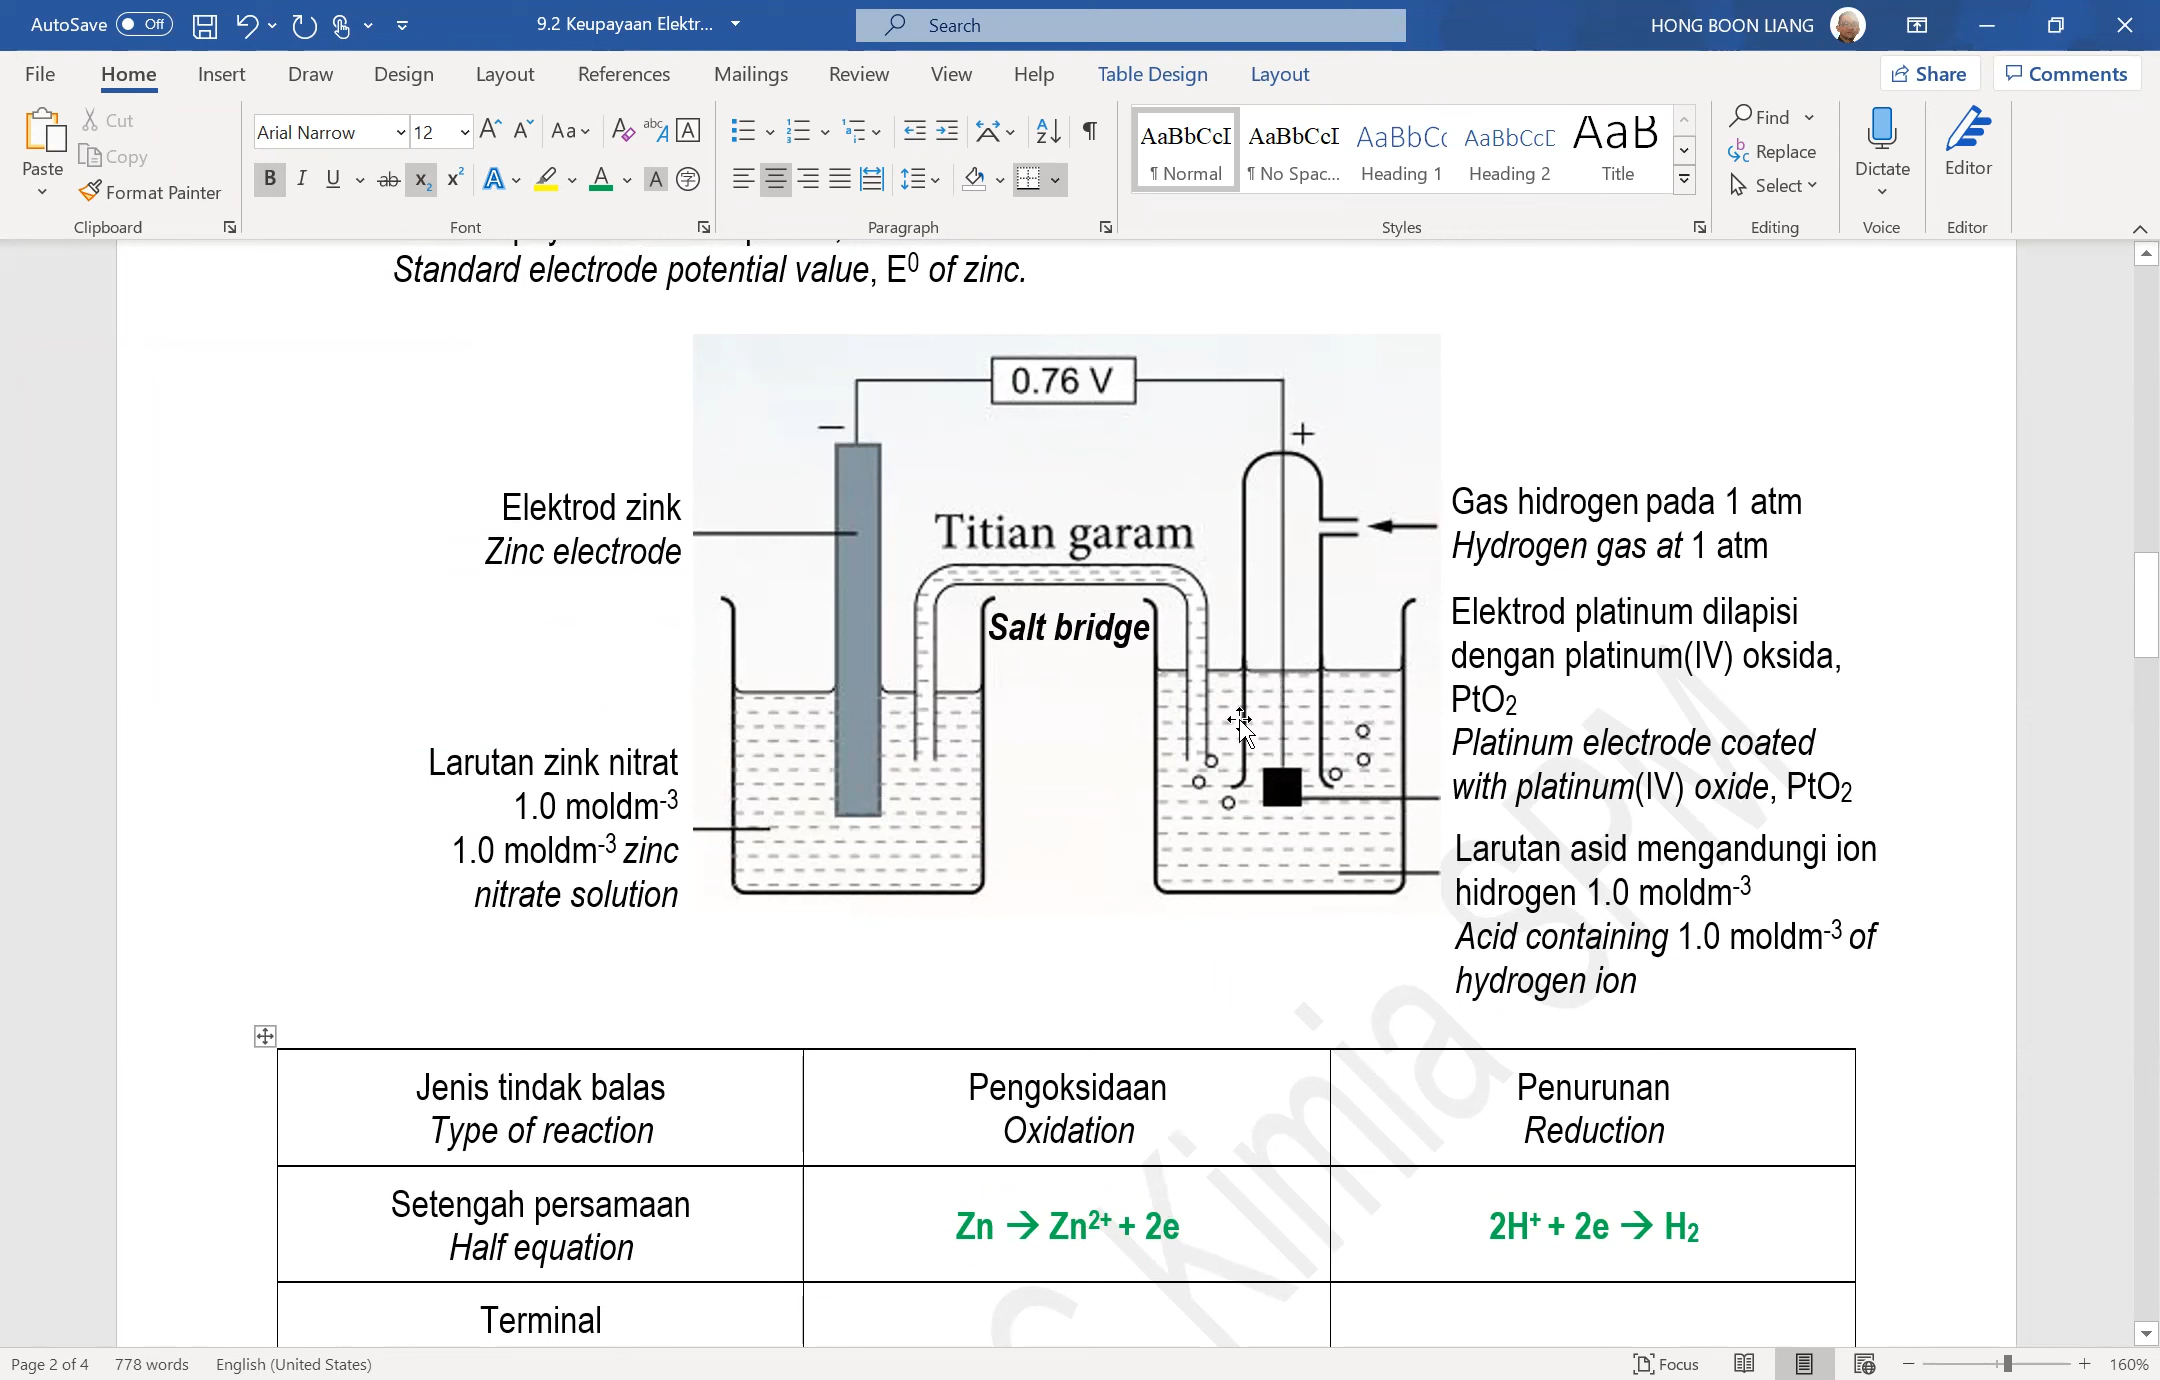 AutoSave Off
9.2 Keupayaan Elektr...
Search
HONG BOON LIANG
File Home Insert Draw Design Layout References Mailings Review View Help Table Design Layout
Share Comments
Paste
Cut
Copy
Format Painter
Clipboard
Arial Narrow 12
Font
Paragraph
AaBbCcI AaBbCcI AaBbCc AaBbCcD AaB
¶ Normal ¶ No Spac... Heading 1 Heading 2 Title
Styles
Find
Replace
Select
Editing
Dictate
Voice
Editor
Editor
Standard electrode potential value, E⁰ of zinc.
0.76 V
− +
Elektrod zink
Zinc electrode
Titian garam
Salt bridge
Gas hidrogen pada 1 atm
Hydrogen gas at 1 atm
Elektrod platinum dilapisi
dengan platinum(IV) oksida,
PtO₂
Platinum electrode coated
with platinum(IV) oxide, PtO₂
Larutan zink nitrat
1.0 moldm⁻³
1.0 moldm⁻³ zinc
nitrate solution
Larutan asid mengandungi ion
hidrogen 1.0 moldm⁻³
Acid containing 1.0 moldm⁻³ of
hydrogen ion
Jenis tindak balas
Type of reaction
Pengoksidaan
Oxidation
Penurunan
Reduction
Setengah persamaan
Half equation
Zn → Zn²⁺ + 2e
2H⁺ + 2e → H₂
Terminal
Kimia SPM
Page 2 of 4 778 words English (United States)
Focus
160%